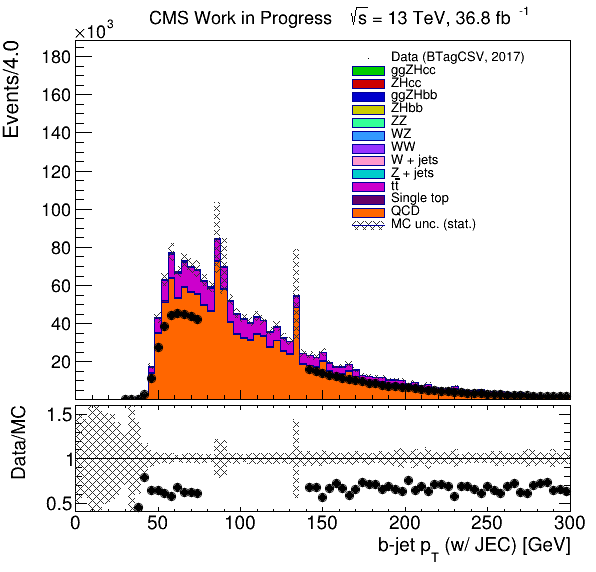 CMS Work in Progress √s = 13 TeV, 36.8 fb⁻¹
×10³
Events/4.0
180
160
140
120
100
80
60
40
20
Data (BTagCSV, 2017)
ggZHcc
ZHcc
ggZHbb
ZHbb
ZZ
WZ
WW
W + jets
Z + jets
tt̅
Single top
QCD
MC unc. (stat.)
Data/MC
1.5
1
0.5
0 50 100 150 200 250 300
b-jet p_T (w/ JEC) [GeV]